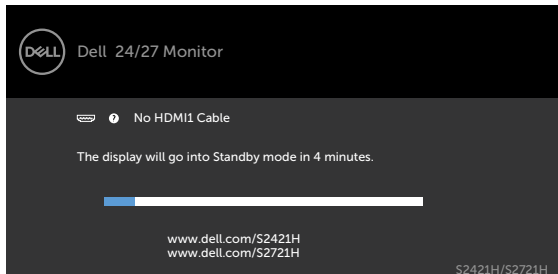 DELL
Dell 24/27 Monitor
? No HDMI1 Cable
The display will go into Standby mode in 4 minutes.
www.dell.com/S2421H
www.dell.com/S2721H
S2421H/S2721H